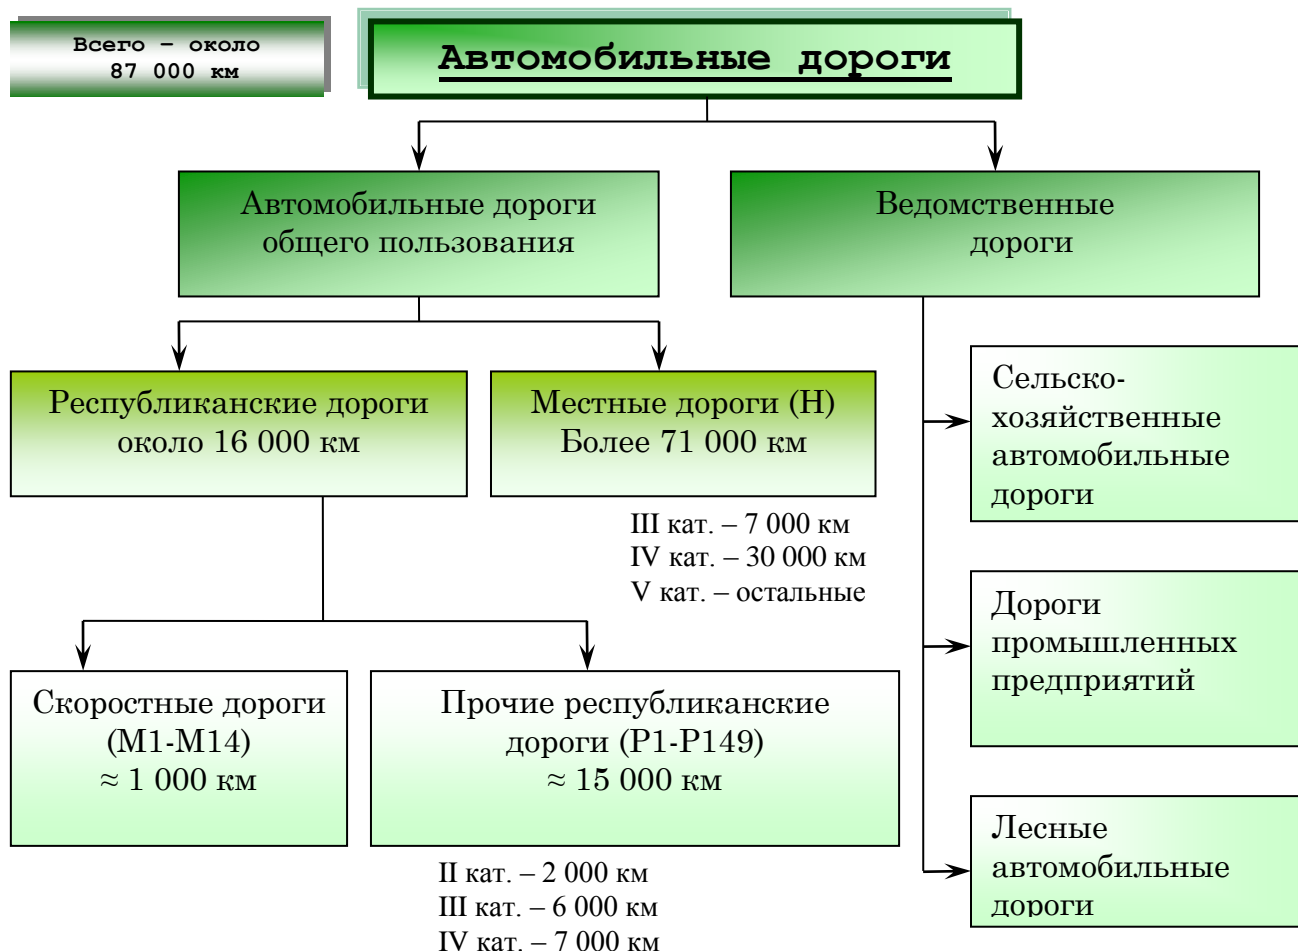 Всего – около
87 000 км
Автомобильные дороги
Автомобильные дороги
общего пользования
Ведомственные
дороги
Республиканские дороги
около 16 000 км
Местные дороги (Н)
Более 71 000 км
III кат. – 7 000 км
IV кат. – 30 000 км
V кат. – остальные
Сельско-
хозяйственные
автомобильные
дороги
Дороги
промышленных
предприятий
Скоростные дороги
(М1-М14)
≈ 1 000 км
Прочие республиканские
дороги (Р1-Р149)
≈ 15 000 км
Лесные
автомобильные
дороги
II кат. – 2 000 км
III кат. – 6 000 км
IV кат. – 7 000 км